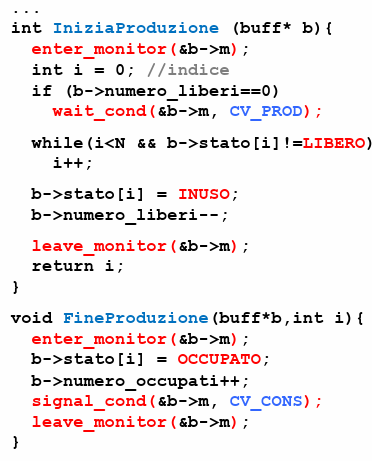 ...
int IniziaProduzione (buff* b){
enter_monitor(&b->m);
int i = 0; //indice
if (b->numero_liberi==0)
wait_cond(&b->m, CV_PROD);
while(i<N && b->stato[i]!=LIBERO)
i++;
b->stato[i] = INUSO;
b->numero_liberi--;
leave_monitor(&b->m);
return i;
}
void FineProduzione(buff*b,int i){
enter_monitor(&b->m);
b->stato[i] = OCCUPATO;
b->numero_occupati++;
signal_cond(&b->m, CV_CONS);
leave_monitor(&b->m);
}